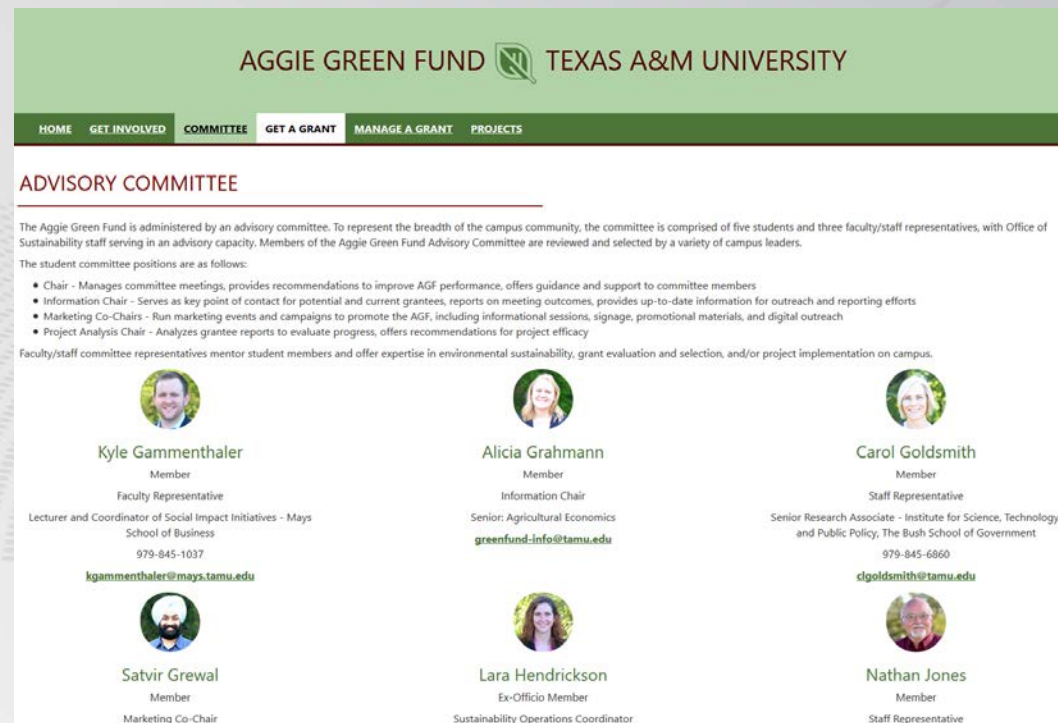 AGGIE GREEN FUND TEXAS A&M UNIVERSITY
HOME GET INVOLVED COMMITTEE GET A GRANT MANAGE A GRANT PROJECTS
ADVISORY COMMITTEE
The Aggie Green Fund is administered by an advisory committee. To represent the breadth of the campus community, the committee is comprised of five students and three faculty/staff representatives, with Office of
Sustainability staff serving in an advisory capacity. Members of the Aggie Green Fund Advisory Committee are reviewed and selected by a variety of campus leaders.
The student committee positions are as follows:
• Chair - Manages committee meetings, provides recommendations to improve AGF performance, offers guidance and support to committee members
• Information Chair - Serves as key point of contact for potential and current grantees, reports on meeting outcomes, provides up-to-date information for outreach and reporting efforts
• Marketing Co-Chairs - Run marketing events and campaigns to promote the AGF, including informational sessions, signage, promotional materials, and digital outreach
• Project Analysis Chair - Analyzes grantee reports to evaluate progress, offers recommendations for project efficacy
Faculty/staff committee representatives mentor student members and offer expertise in environmental sustainability, grant evaluation and selection, and/or project implementation on campus.
Kyle Gammenthaler
Member
Faculty Representative
Lecturer and Coordinator of Social Impact Initiatives - Mays
School of Business
979-845-1037
kgammenthaler@mays.tamu.edu
Alicia Grahmann
Member
Information Chair
Senior: Agricultural Economics
greenfund-info@tamu.edu
Carol Goldsmith
Member
Staff Representative
Senior Research Associate - Institute for Science, Technology
and Public Policy, The Bush School of Government
979-845-6860
clgoldsmith@tamu.edu
Satvir Grewal
Member
Marketing Co-Chair
Lara Hendrickson
Ex-Officio Member
Sustainability Operations Coordinator
Nathan Jones
Member
Staff Representative